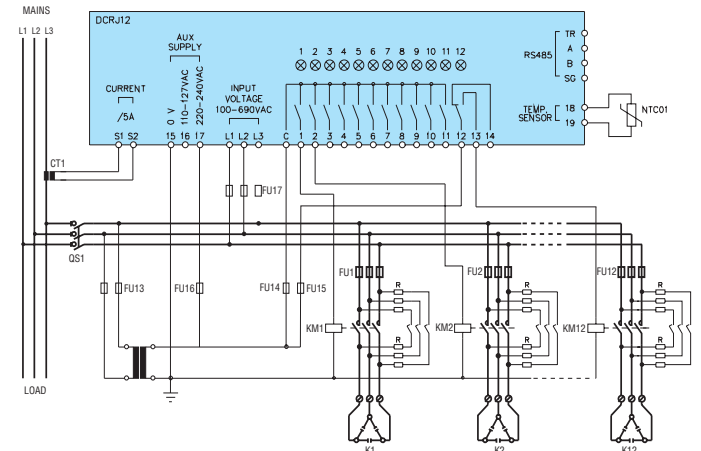 MAINS
L1 L2 L3
DCRJ12
AUX
SUPPLY
0 V
110-127VAC
220-240VAC
CURRENT
/5A
INPUT
VOLTAGE
100-690VAC
1 2 3 4 5 6 7 8 9 10 11 12
RS485
TR
A
B
SG
TEMP.
SENSOR
18
19
NTC01
S1 S2 15 16 17 L1 L2 L3 C 1 2 3 4 5 6 7 8 9 10 11 12 13 14
CT1
FU17
QS1
FU13
FU16
FU14
FU15
FU1
FU2
FU12
R
R
R
KM1
KM2
KM12
R
R
R
LOAD
K1
K2
K12